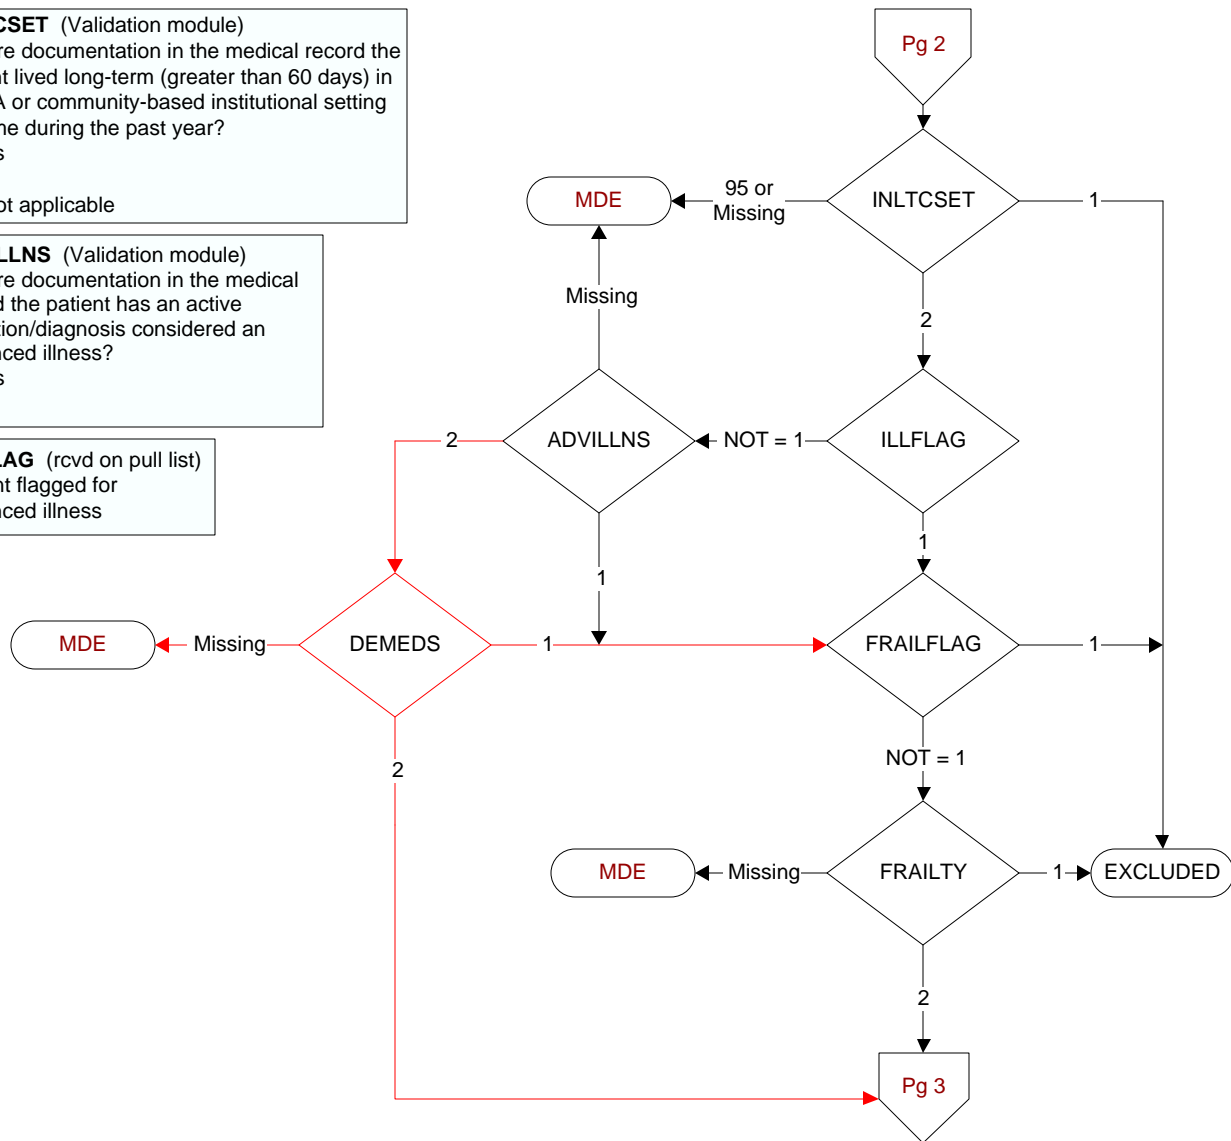 CSET (Validation module)
re documentation in the medical record the
t lived long-term (greater than 60 days) in
A or community-based institutional setting
me during the past year?
s
ot applicable
LLNS (Validation module)
re documentation in the medical
d the patient has an active
tion/diagnosis considered an
nced illness?
s
LAG (rcvd on pull list)
nt flagged for
nced illness
Pg 2
MDE
95 or
Missing
INLTCSET
1
Missing
2
2
ADVILLNS
NOT = 1
ILLFLAG
1
1
MDE
Missing
DEMEDS
1
FRAILFLAG
1
2
NOT = 1
MDE
Missing
FRAILTY
1
EXCLUDED
2
Pg 3